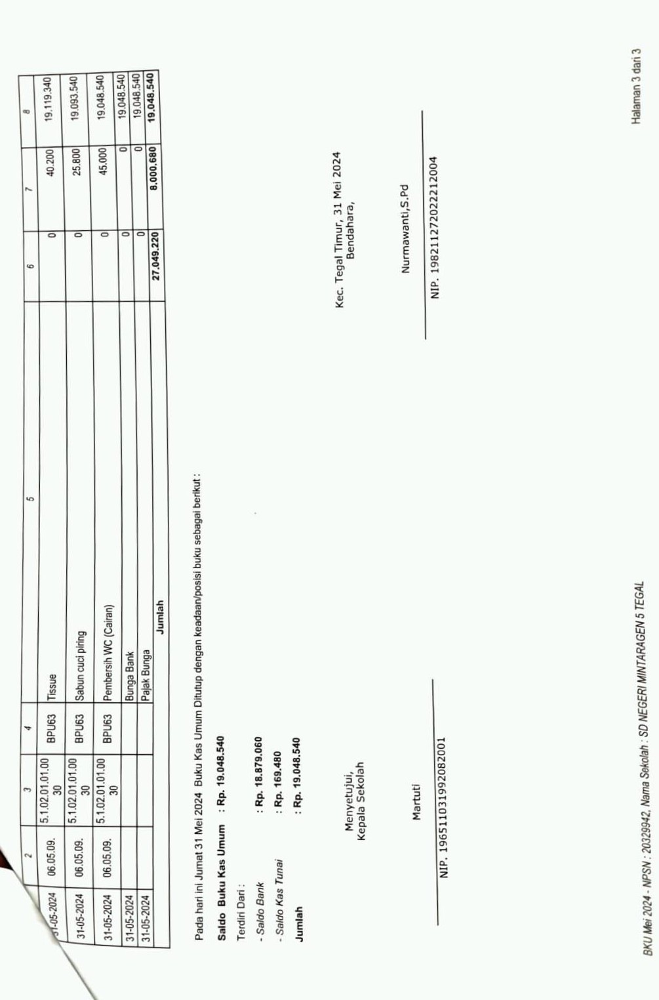 2 3 4 5 6 7 8
31-05-2024 06.05.09. 5.1.02.01.01.00 30 BPU63 Tissue 0 40.200 19.119.340
31-05-2024 06.05.09. 5.1.02.01.01.00 30 BPU63 Sabun cuci piring 0 25.800 19.093.540
31-05-2024 06.05.09. 5.1.02.01.01.00 30 BPU63 Pembersih WC (Cairan) 0 45.000 19.048.540
31-05-2024 Bunga Bank 0 0 19.048.540
31-05-2024 Pajak Bunga 0 0 19.048.540
Jumlah 27.049.220 8.000.680 19.048.540
Pada hari ini Jumat 31 Mei 2024 Buku Kas Umum Ditutup dengan keadaan/posisi buku sebagai berikut :
Saldo Buku Kas Umum : Rp. 19.048.540
Terdiri Dari :
- Saldo Bank : Rp. 18.879.060
- Saldo Kas Tunai : Rp. 169.480
Jumlah : Rp. 19.048.540
Menyetujui,
Kepala Sekolah
Martuti
NIP. 196511031992082001
Kec. Tegal Timur, 31 Mei 2024
Bendahara,
Nurmawanti,S.Pd
NIP. 198211272022212004
BKU Mei 2024 - NPSN : 20329942, Nama Sekolah : SD NEGERI MINTARAGEN 5 TEGAL
Halaman 3 dari 3